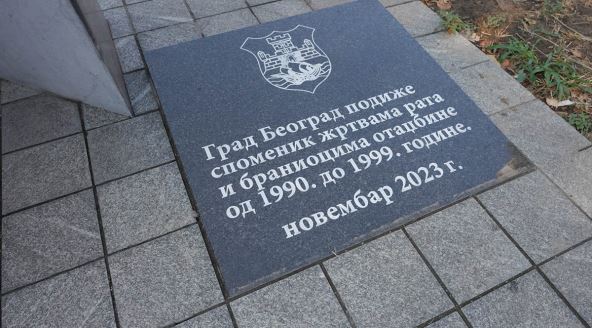 Град Београд подиже
споменик жртвама рата
и браниоцима отаџбине
од 1990. до 1999. године.
новембар 2023 г.